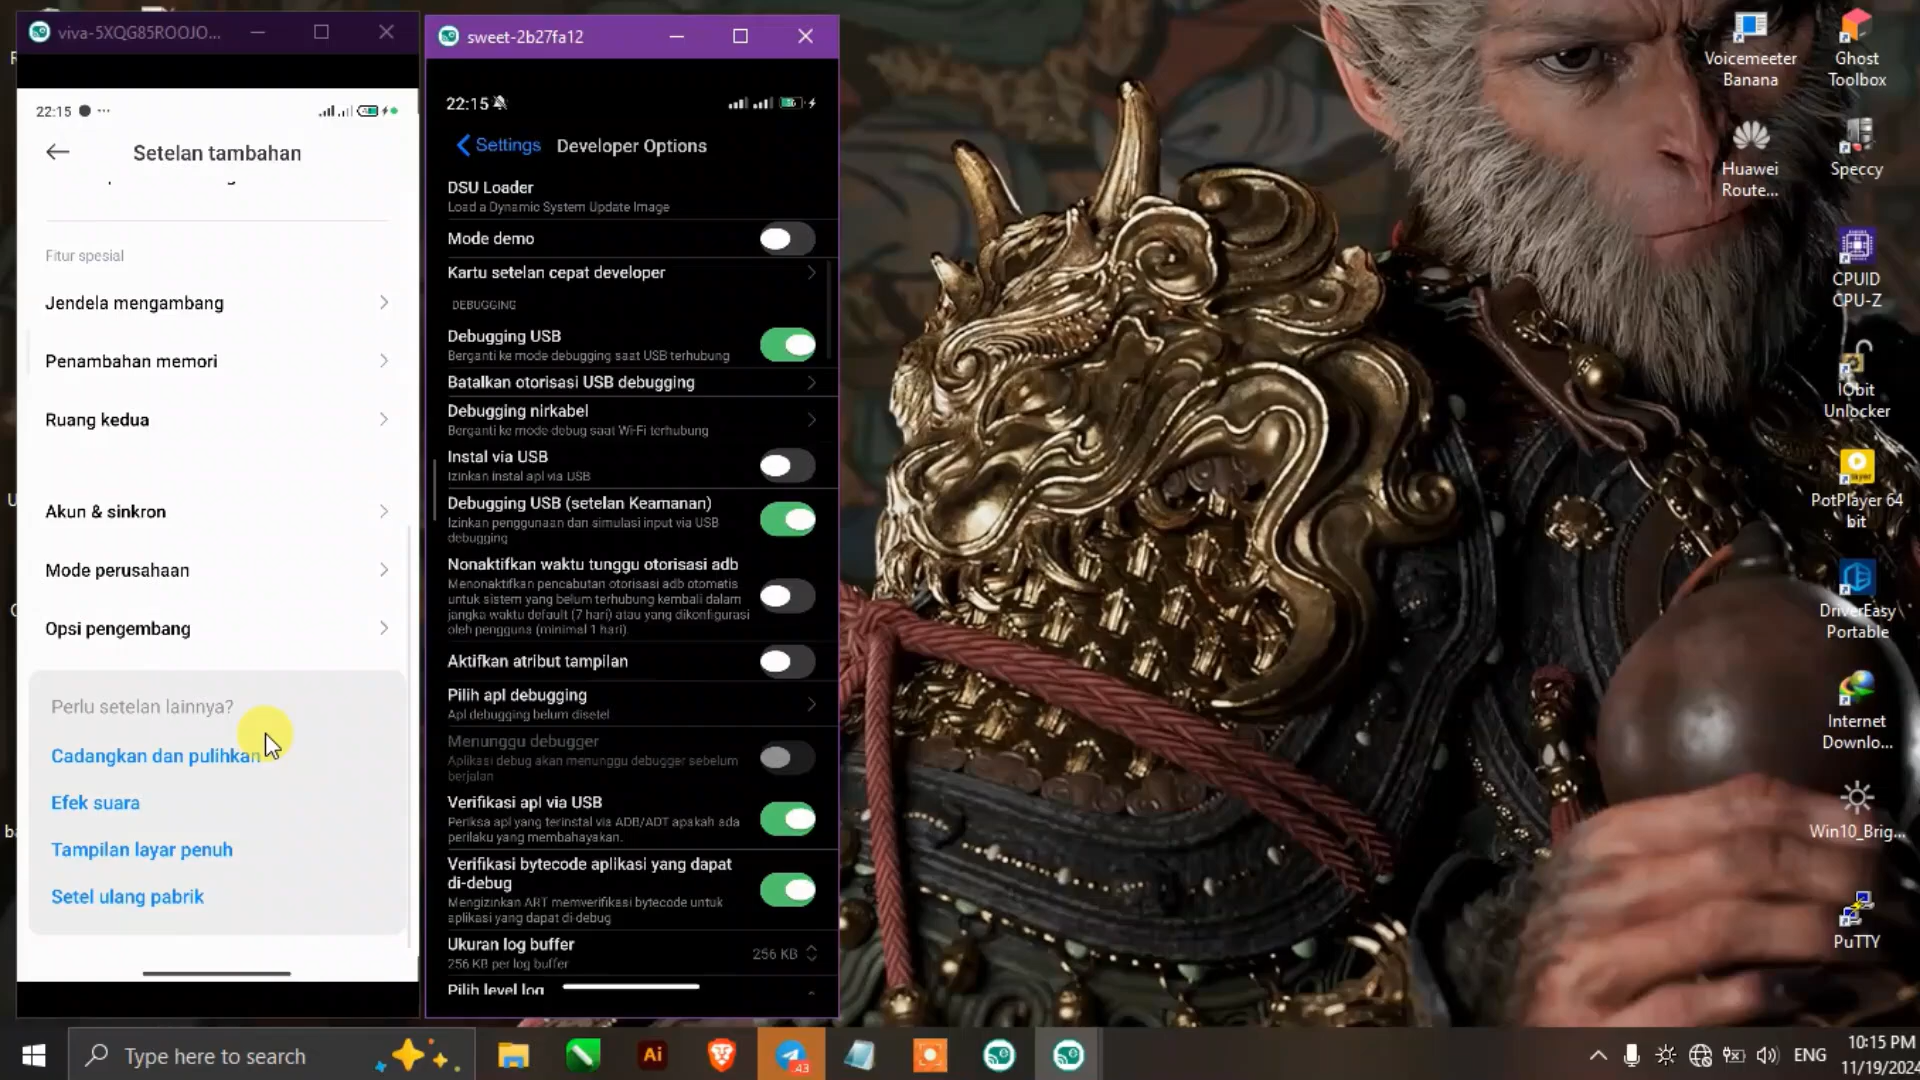 viva-5XQG85ROOJO...
22:15
Setelan tambahan
Fitur spesial
Jendela mengambang
Penambahan memori
Ruang kedua
Akun & sinkron
Mode perusahaan
Opsi pengembang
Perlu setelan lainnya?
Cadangkan dan pulihkan
Efek suara
Tampilan layar penuh
Setel ulang pabrik
sweet-2b27fa12
22:15
Settings
Developer Options
DSU Loader
Load a Dynamic System Update Image
Mode demo
Kartu setelan cepat developer
DEBUGGING
Debugging USB
Berganti ke mode debugging saat USB terhubung
Batalkan otorisasi USB debugging
Debugging nirkabel
Berganti ke mode debug saat Wi-Fi terhubung
Instal via USB
Izinkan instal apl via USB
Debugging USB (setelan Keamanan)
Izinkan penggunaan dan simulasi input via USB
debugging
Nonaktifkan waktu tunggu otorisasi adb
Menonaktifkan pencabutan otorisasi adb otomatis
untuk sistem yang belum terhubung kembali dalam
jangka waktu default (7 hari) atau yang dikonfigurasi
oleh pengguna (minimal 1 hari).
Aktifkan atribut tampilan
Pilih apl debugging
Apl debugging belum disetel
Menunggu debugger
Aplikasi debug akan menunggu debugger sebelum
berjalan
Verifikasi apl via USB
Periksa apl yang terinstal via ADB/ADT apakah ada
perilaku yang membahayakan.
Verifikasi bytecode aplikasi yang dapat
di-debug
Mengizinkan ART memverifikasi bytecode untuk
aplikasi yang dapat di-debug
Ukuran log buffer
256 KB per log buffer
256 KB
Pilih level log
Voicemeeter
Banana
Ghost
Toolbox
Huawei
Route...
Speccy
CPUID
CPU-Z
IObit
Unlocker
PotPlayer 64
bit
DriverEasy
Portable
Internet
Downlo...
Win10_Brig...
PuTTY
Type here to search
Ai
43
ENG
10:15 PM
11/19/2024